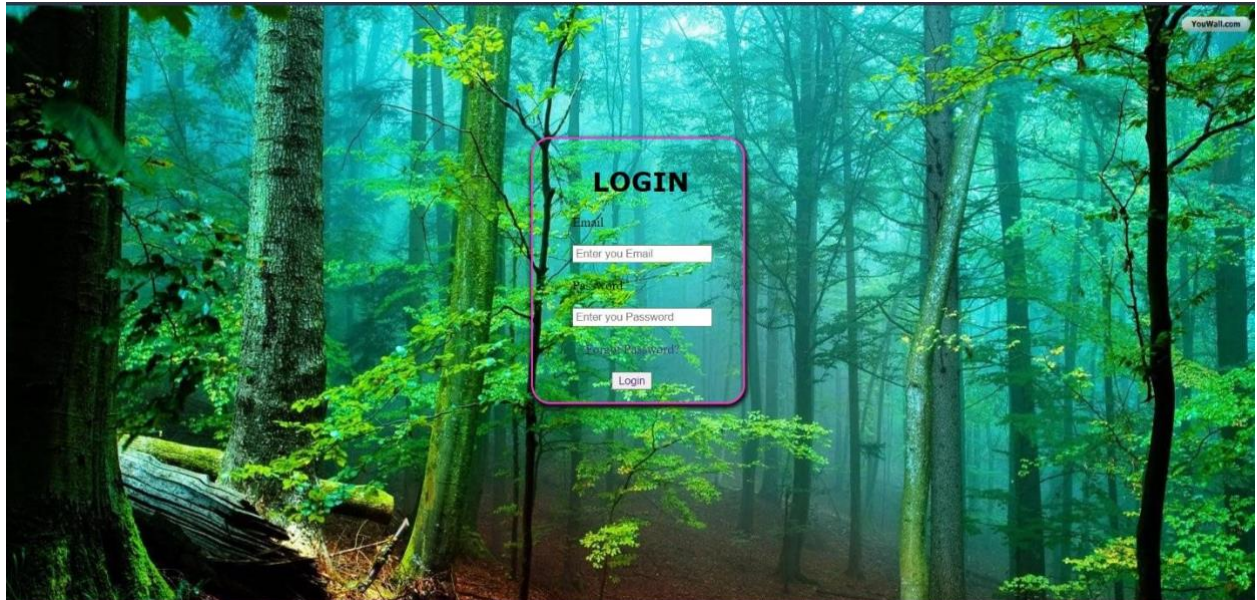 YouWall.com
LOGIN
Email
Enter you Email
Password
Enter you Password
Forgot Password?
Login